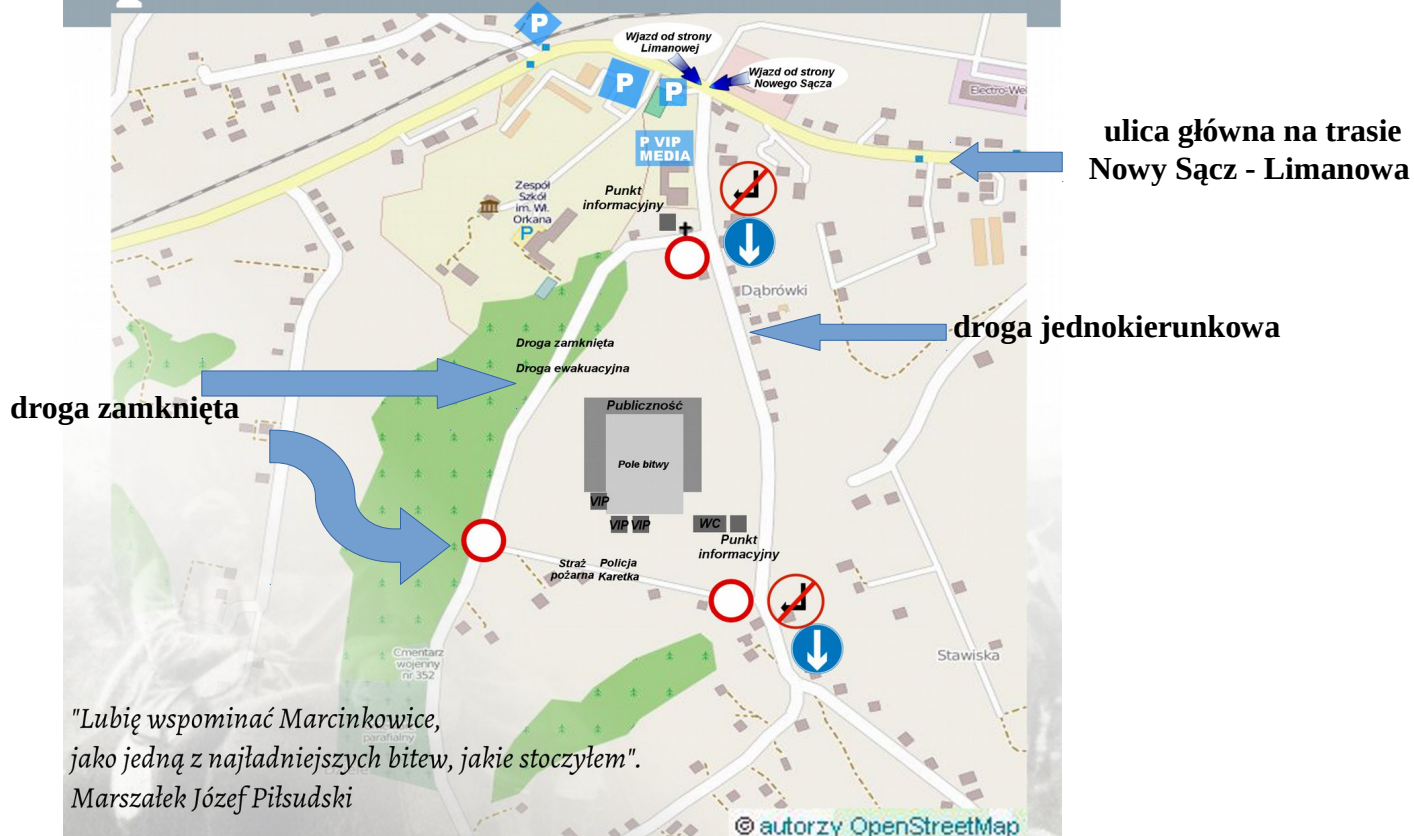 P
Wjazd od strony
Limanowej
Wjazd od strony
Nowego Sącza
P
P
Electro-We
ulica główna na trasie
Nowy Sącz - Limanowa
P VIP
MEDIA
Zespół
Szkół
im. Wł.
Orkana
P
Punkt
informacyjny
Dąbrówki
droga jednokierunkowa
Droga zamknięta
Droga ewakuacyjna
droga zamknięta
Publiczność
Pole bitwy
VIP
VIP VIP
WC
Punkt
informacyjny
Straż
pożarna
Policja
Karetka
Cmentarz
wojenny
nr 352
Stawiska
parafialny
"Lubię wspominać Marcinkowice,
jako jedną z najładniejszych bitew, jakie stoczyłem".
Marszałek Józef Piłsudski
© autorzy OpenStreetMap